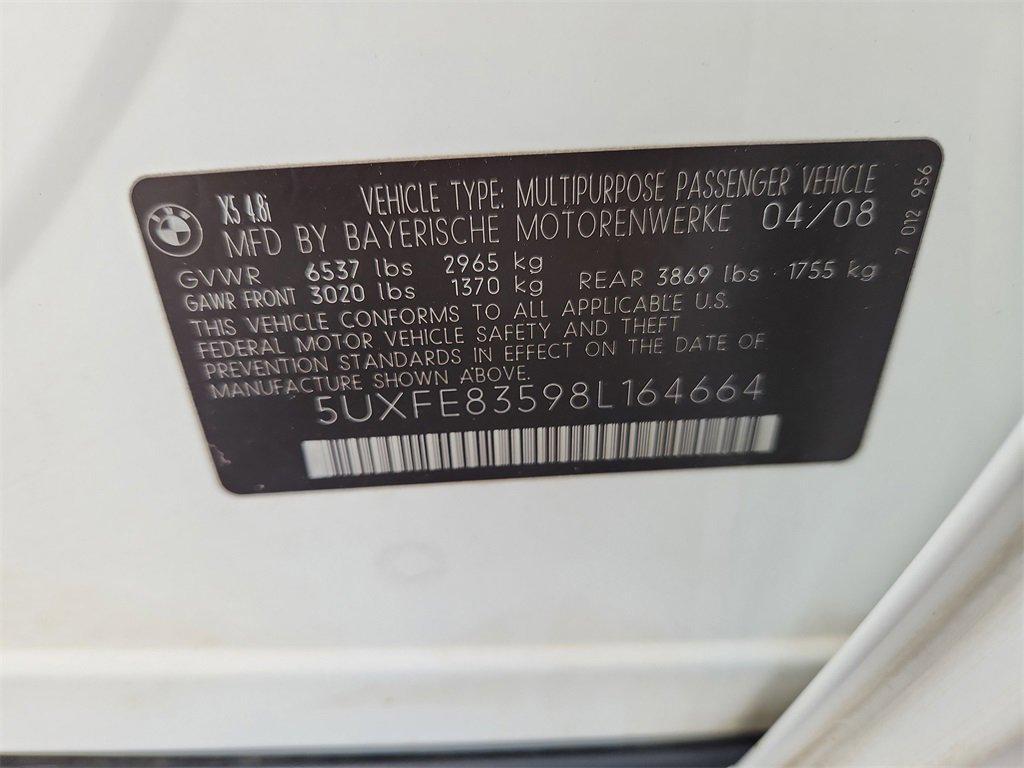 X5 4.8i VEHICLE TYPE: MULTIPURPOSE PASSENGER VEHICLE
MFD BY BAYERISCHE MOTORENWERKE 04/08
GVWR 6537 lbs 2965 kg
GAWR FRONT 3020 lbs 1370 kg REAR 3869 lbs 1755 kg
THIS VEHICLE CONFORMS TO ALL APPLICABLE U.S.
FEDERAL MOTOR VEHICLE SAFETY AND THEFT
PREVENTION STANDARDS IN EFFECT ON THE DATE OF
MANUFACTURE SHOWN ABOVE.
5UXFE83598L164664
7 012 956